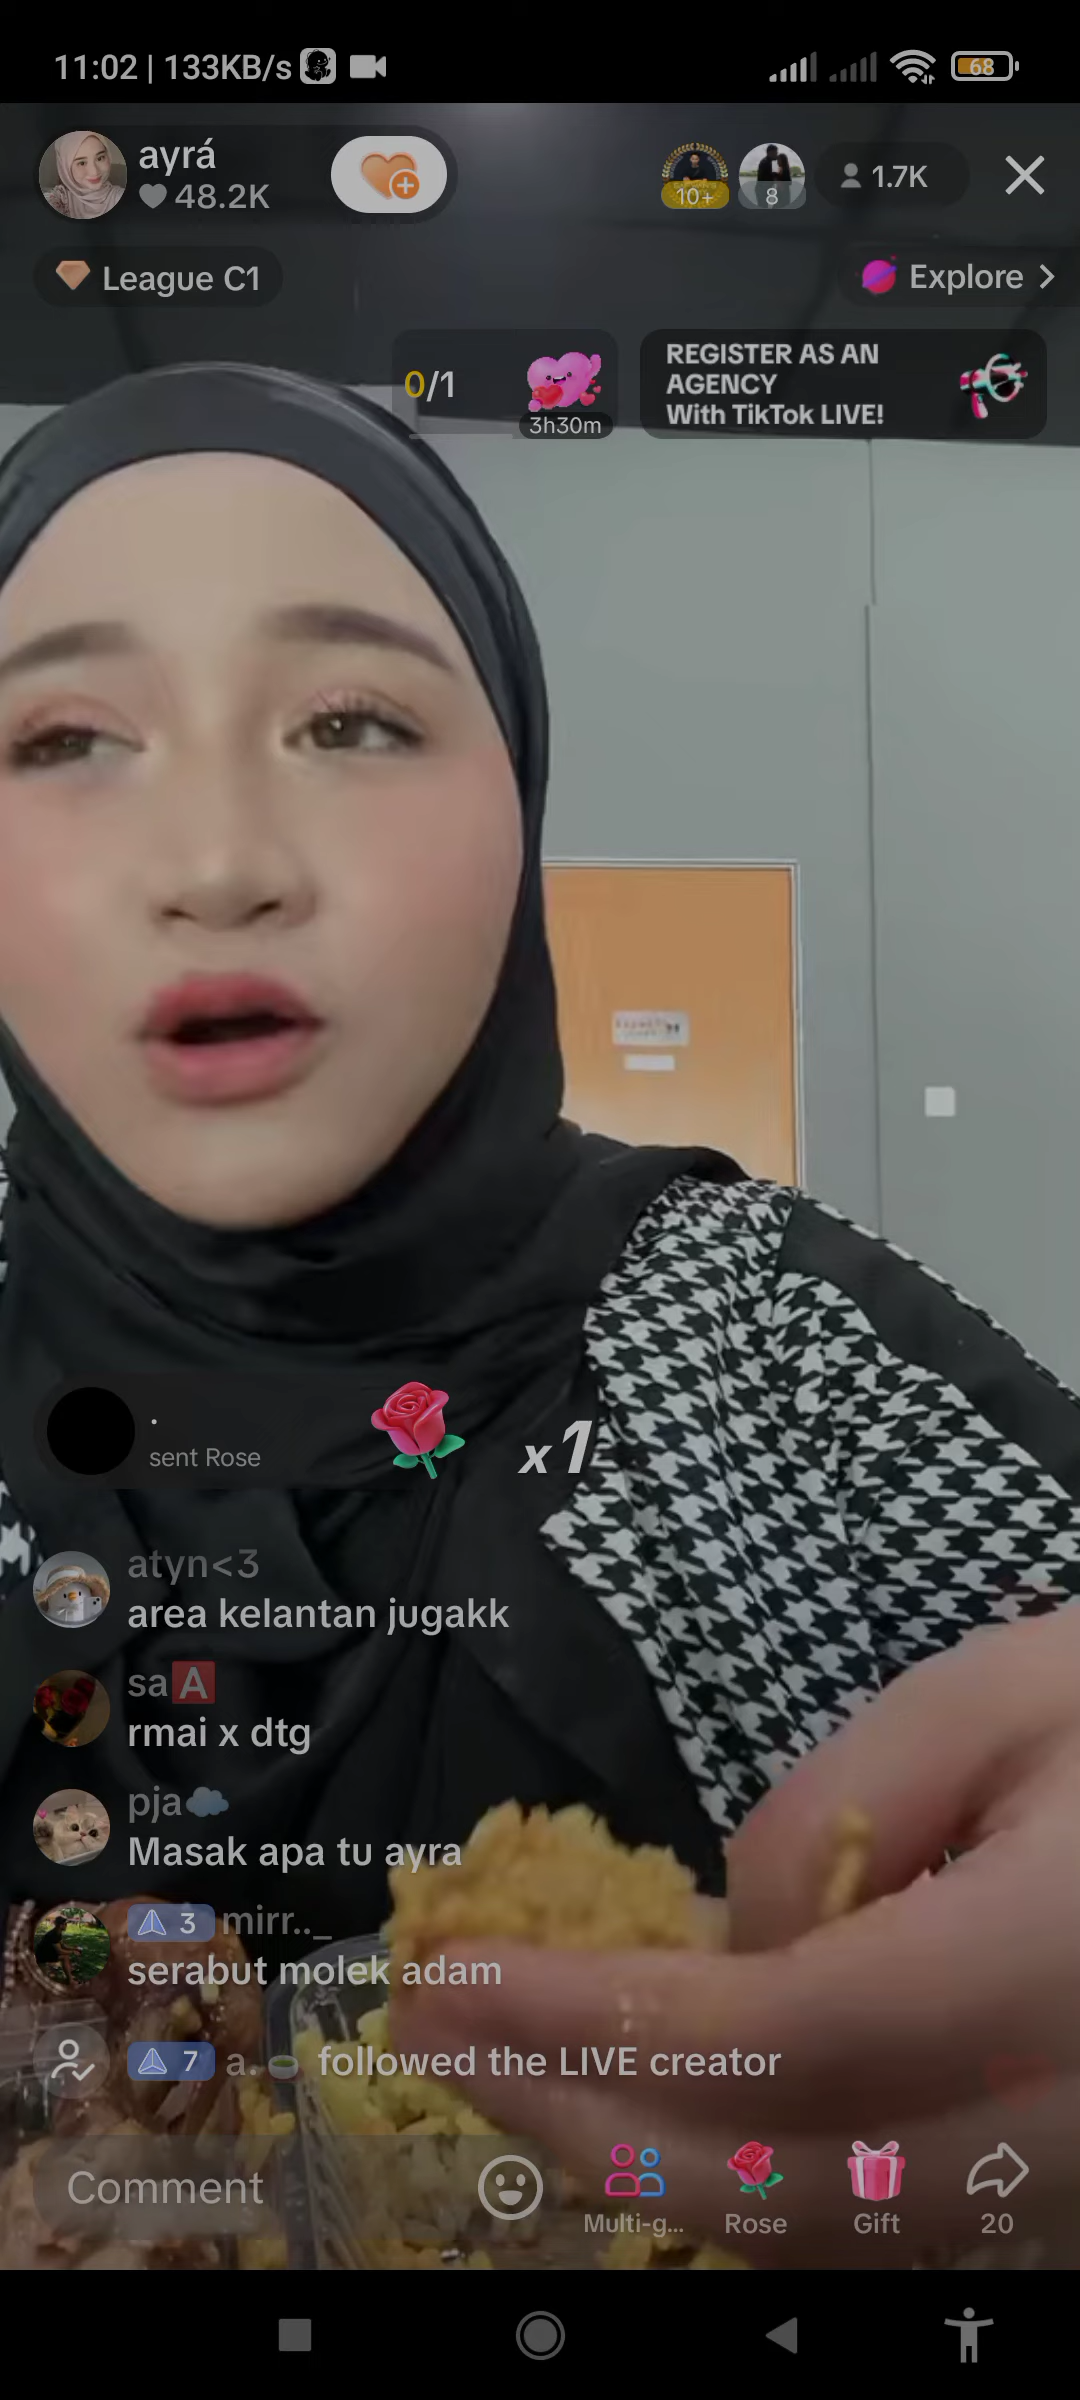 11:02 | 133KB/s
68
ayrá
48.2K
10+
8
1.7K
League C1
Explore
0/1
3h30m
REGISTER AS AN
AGENCY
With TikTok LIVE!
.
sent Rose
x1
atyn<3
area kelantan jugakk
sa🅰
rmai x dtg
pja☁️
Masak apa tu ayra
3 mirr.._
serabut molek adam
7 a.🍵 followed the LIVE creator
Comment
Multi-g...
Rose
Gift
20